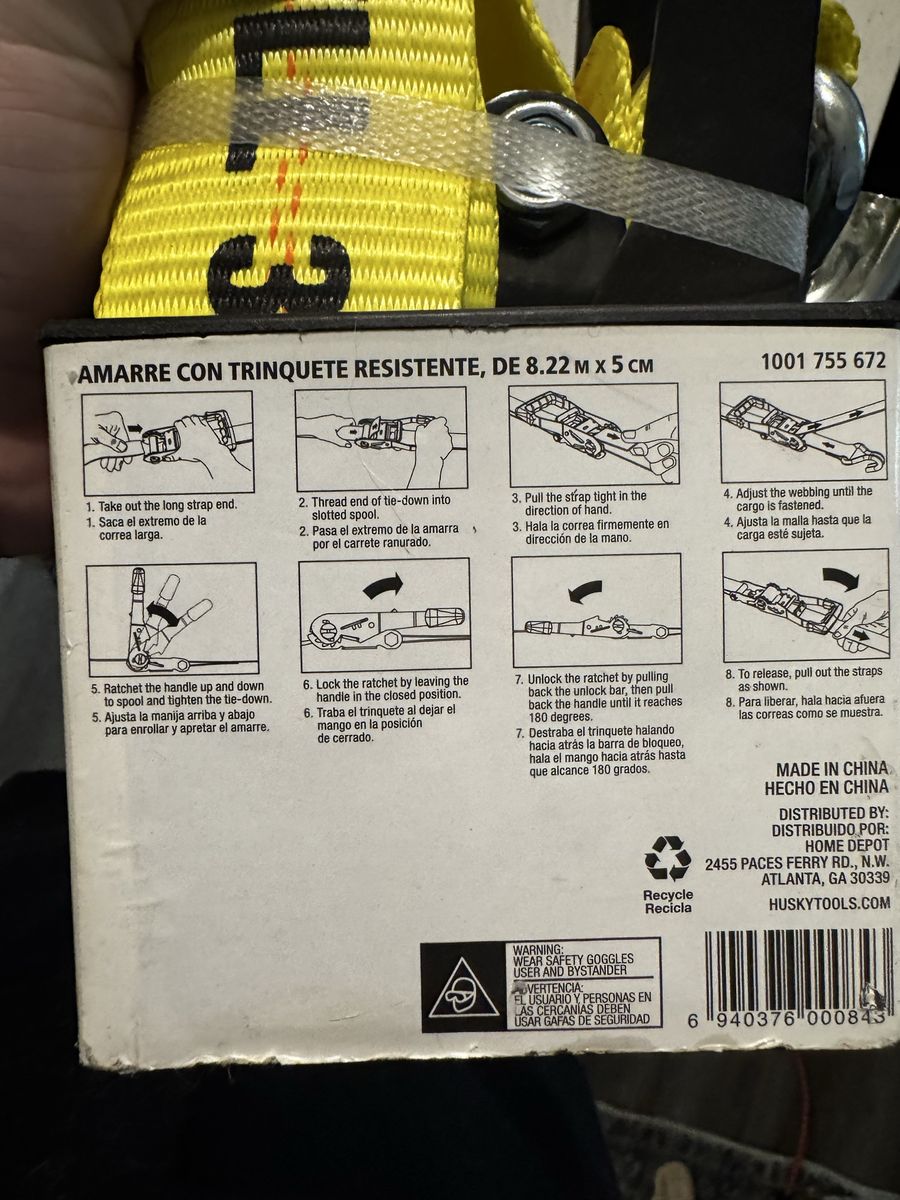 3
AMARRE CON TRINQUETE RESISTENTE, DE 8.22 M X 5 CM
1001 755 672
1. Take out the long strap end.
1. Saca el extremo de la
correa larga.
2. Thread end of tie-down into
slotted spool.
2. Pasa el extremo de la amarra
por el carrete ranurado.
3. Pull the strap tight in the
direction of hand.
3. Hala la correa firmemente en
dirección de la mano.
4. Adjust the webbing until the
cargo is fastened.
4. Ajusta la malla hasta que la
carga esté sujeta.
5. Ratchet the handle up and down
to spool and tighten the tie-down.
5. Ajusta la manija arriba y abajo
para enrollar y apretar el amarre.
6. Lock the ratchet by leaving the
handle in the closed position.
6. Traba el trinquete al dejar el
mango en la posición
de cerrado.
7. Unlock the ratchet by pulling
back the unlock bar, then pull
back the handle until it reaches
180 degrees.
7. Destraba el trinquete halando
hacia atrás la barra de bloqueo,
hala el mango hacia atrás hasta
que alcance 180 grados.
8. To release, pull out the straps
as shown.
8. Para liberar, hala hacia afuera
las correas como se muestra.
MADE IN CHINA
HECHO EN CHINA
DISTRIBUTED BY:
DISTRIBUIDO POR:
HOME DEPOT
2455 PACES FERRY RD., N.W.
ATLANTA, GA 30339
HUSKYTOOLS.COM
Recycle
Recicla
WARNING:
WEAR SAFETY GOGGLES
USER AND BYSTANDER
ADVERTENCIA:
EL USUARIO Y PERSONAS EN
LAS CERCANÍAS DEBEN
USAR GAFAS DE SEGURIDAD
6 940376 000843